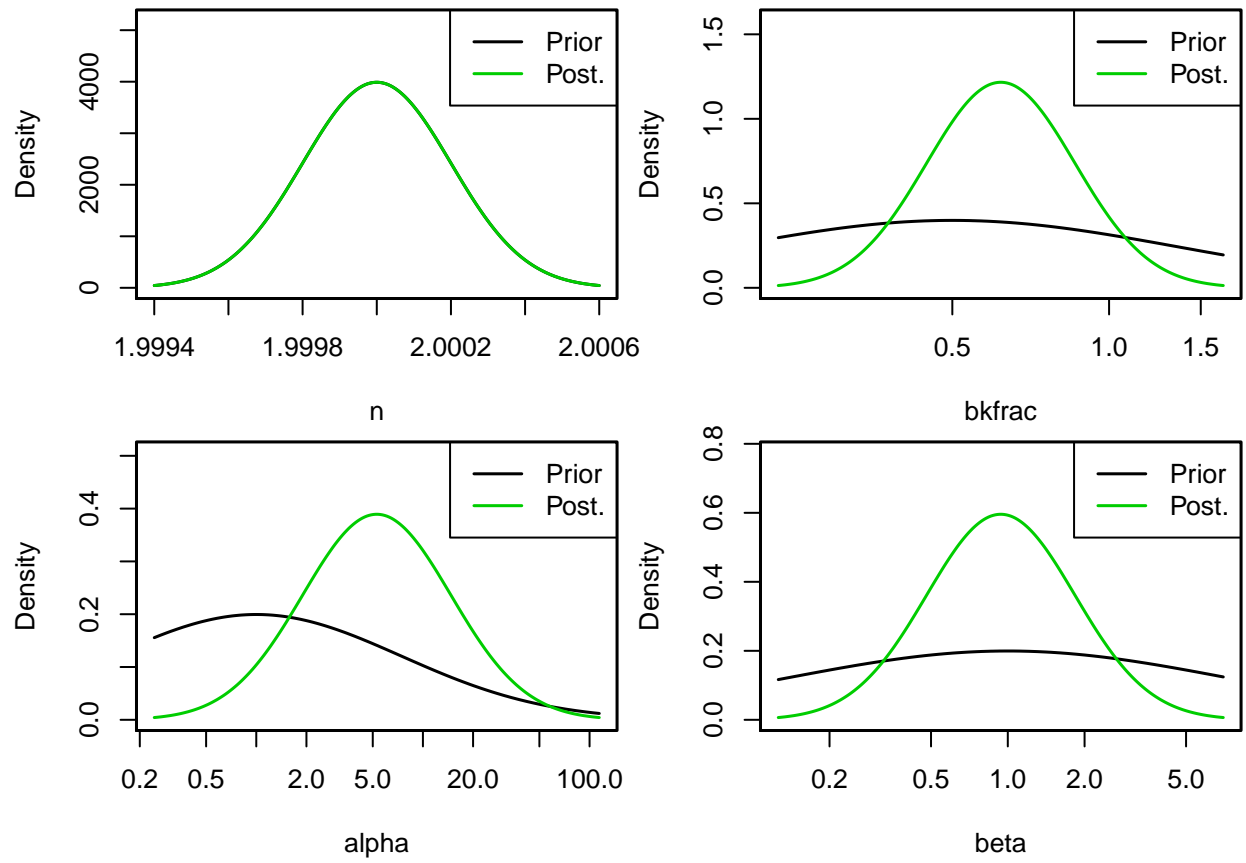 Density
0 2000 4000
Prior
Post.
1.9994 1.9998 2.0002 2.0006
n
Density
0.0 0.5 1.0 1.5
Prior
Post.
0.5 1.0 1.5
bkfrac
Density
0.0 0.2 0.4
Prior
Post.
0.2 0.5 2.0 5.0 20.0 100.0
alpha
Density
0.0 0.2 0.4 0.6 0.8
Prior
Post.
0.2 0.5 1.0 2.0 5.0
beta